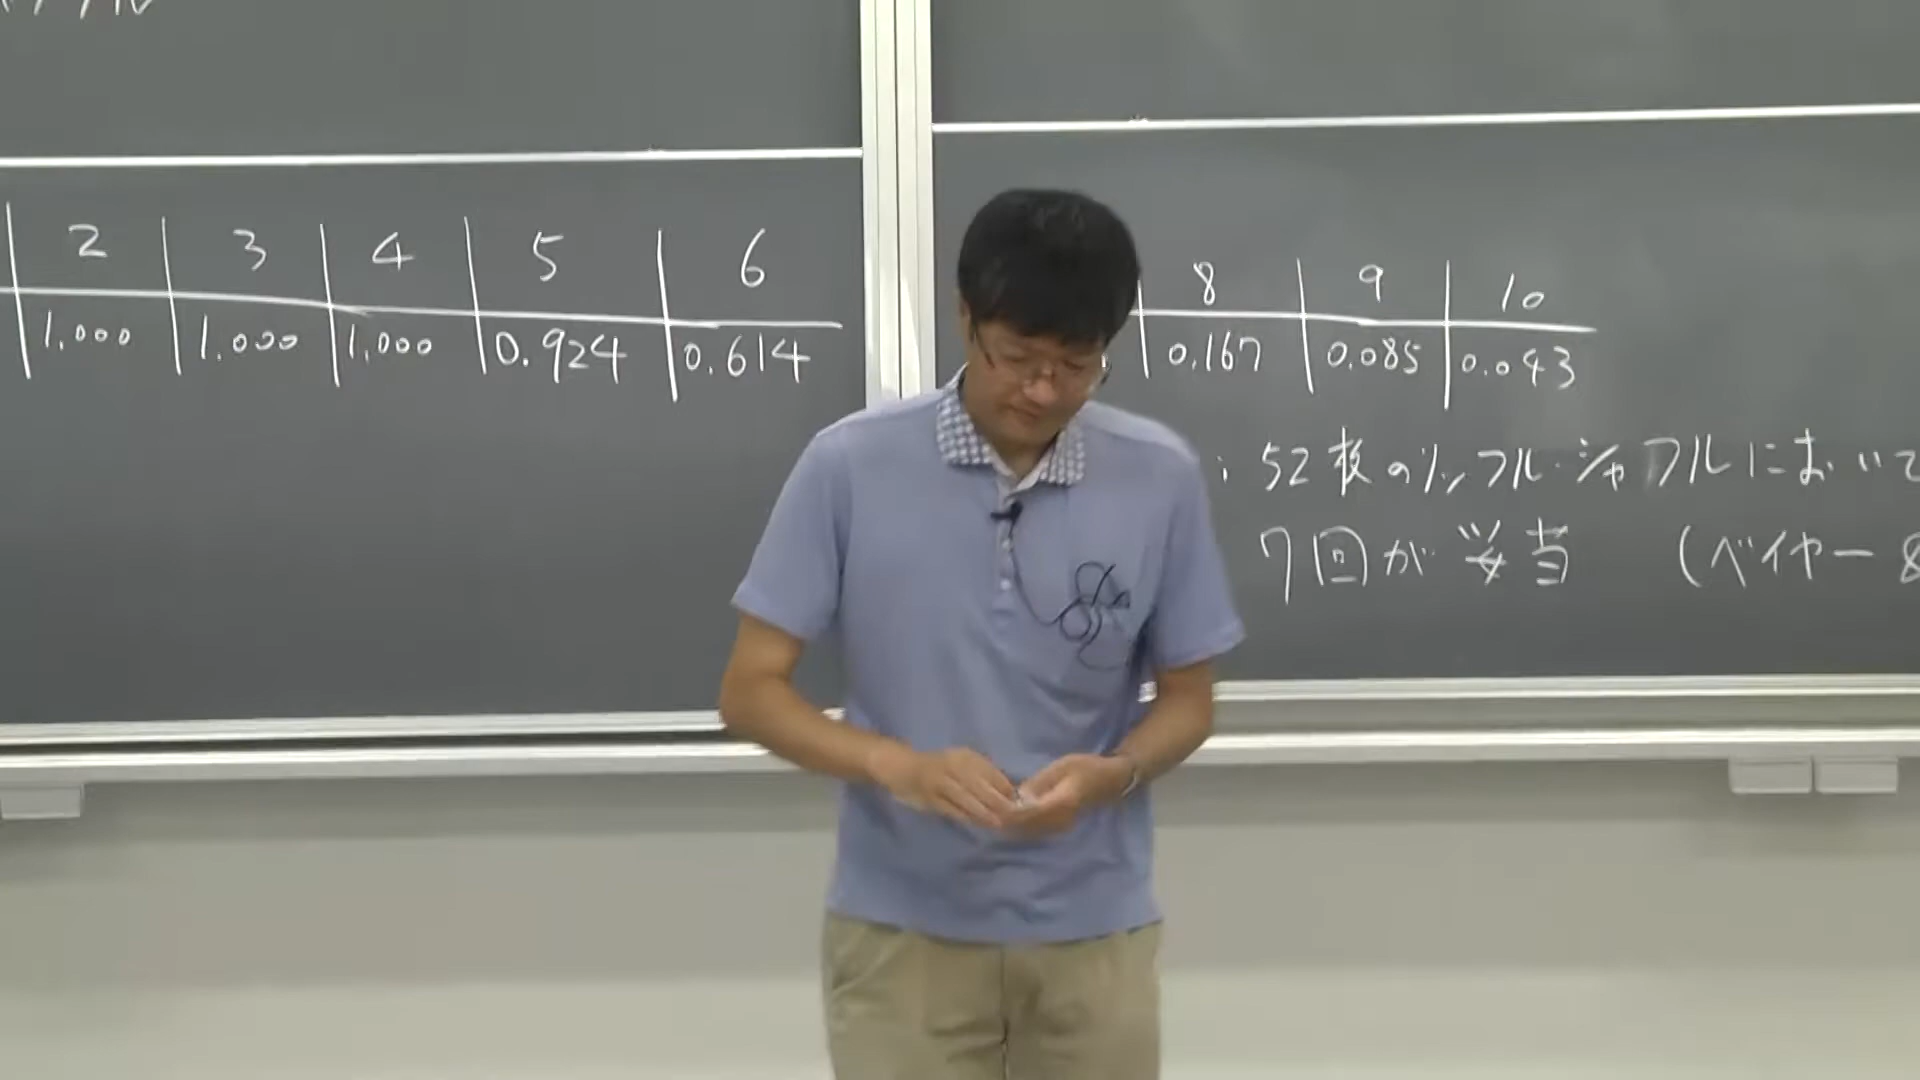 2 3 4 5 6 8 9 10
1.000 1.000 1.000 0.924 0.614 0.167 0.085 0.043
: 52枚のリッフル・シャフルにおいて
7回が妥当 (ベイヤー &